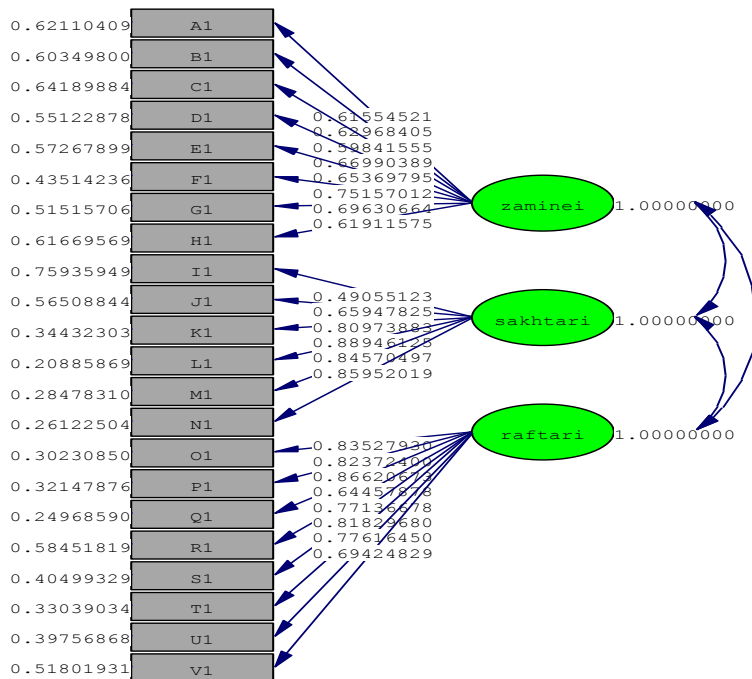 0.62110409 A1
0.60349800 B1
0.64189884 C1
0.55122878 D1
0.57267899 E1
0.43514236 F1
0.51515706 G1
0.61669569 H1
0.75935949 I1
0.56508844 J1
0.34432303 K1
0.20885869 L1
0.28478310 M1
0.26122504 N1
0.30230850 O1
0.32147876 P1
0.24968590 Q1
0.58451819 R1
0.40499329 S1
0.33039034 T1
0.39756868 U1
0.51801931 V1
0.61554521
0.62968405
0.59841555
0.66990389
0.65369795
0.75157012
0.69630664
0.61911575
0.49055123
0.65947825
0.80973883
0.88946125
0.84570497
0.85952019
0.83527930
0.82372400
0.86620673
0.64457878
0.77136678
0.81829680
0.77616450
0.69424829
zaminei 1.00000000
sakhtari 1.00000000
raftari 1.00000000